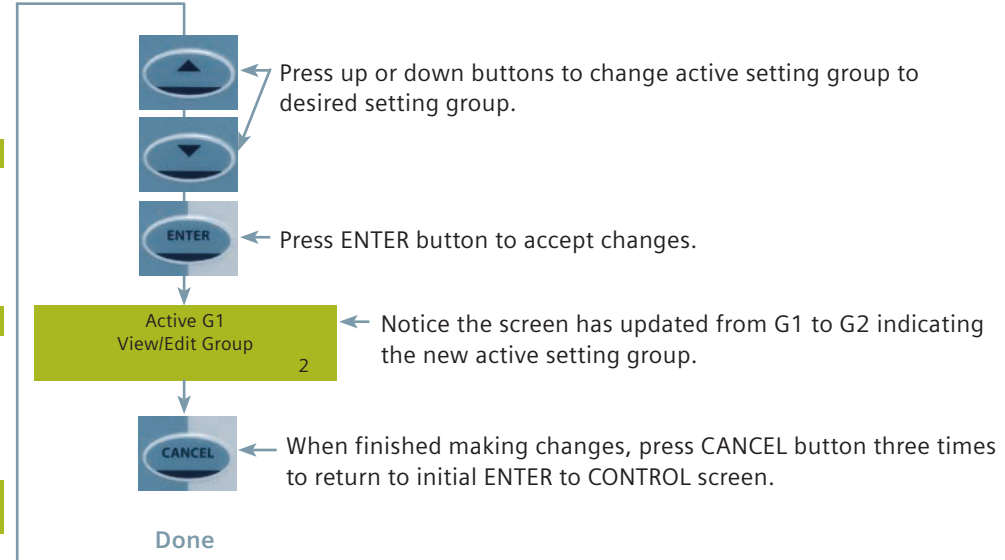 Press up or down buttons to change active setting group to
desired setting group.
ENTER
Press ENTER button to accept changes.
Active G1
View/Edit Group
2
Notice the screen has updated from G1 to G2 indicating
the new active setting group.
CANCEL
When finished making changes, press CANCEL button three times
to return to initial ENTER to CONTROL screen.
Done